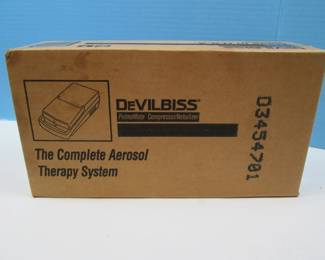 DEVILBISS
PulmoMate Compressor/Nebulizer
The Complete Aerosol
Therapy System
D3454701